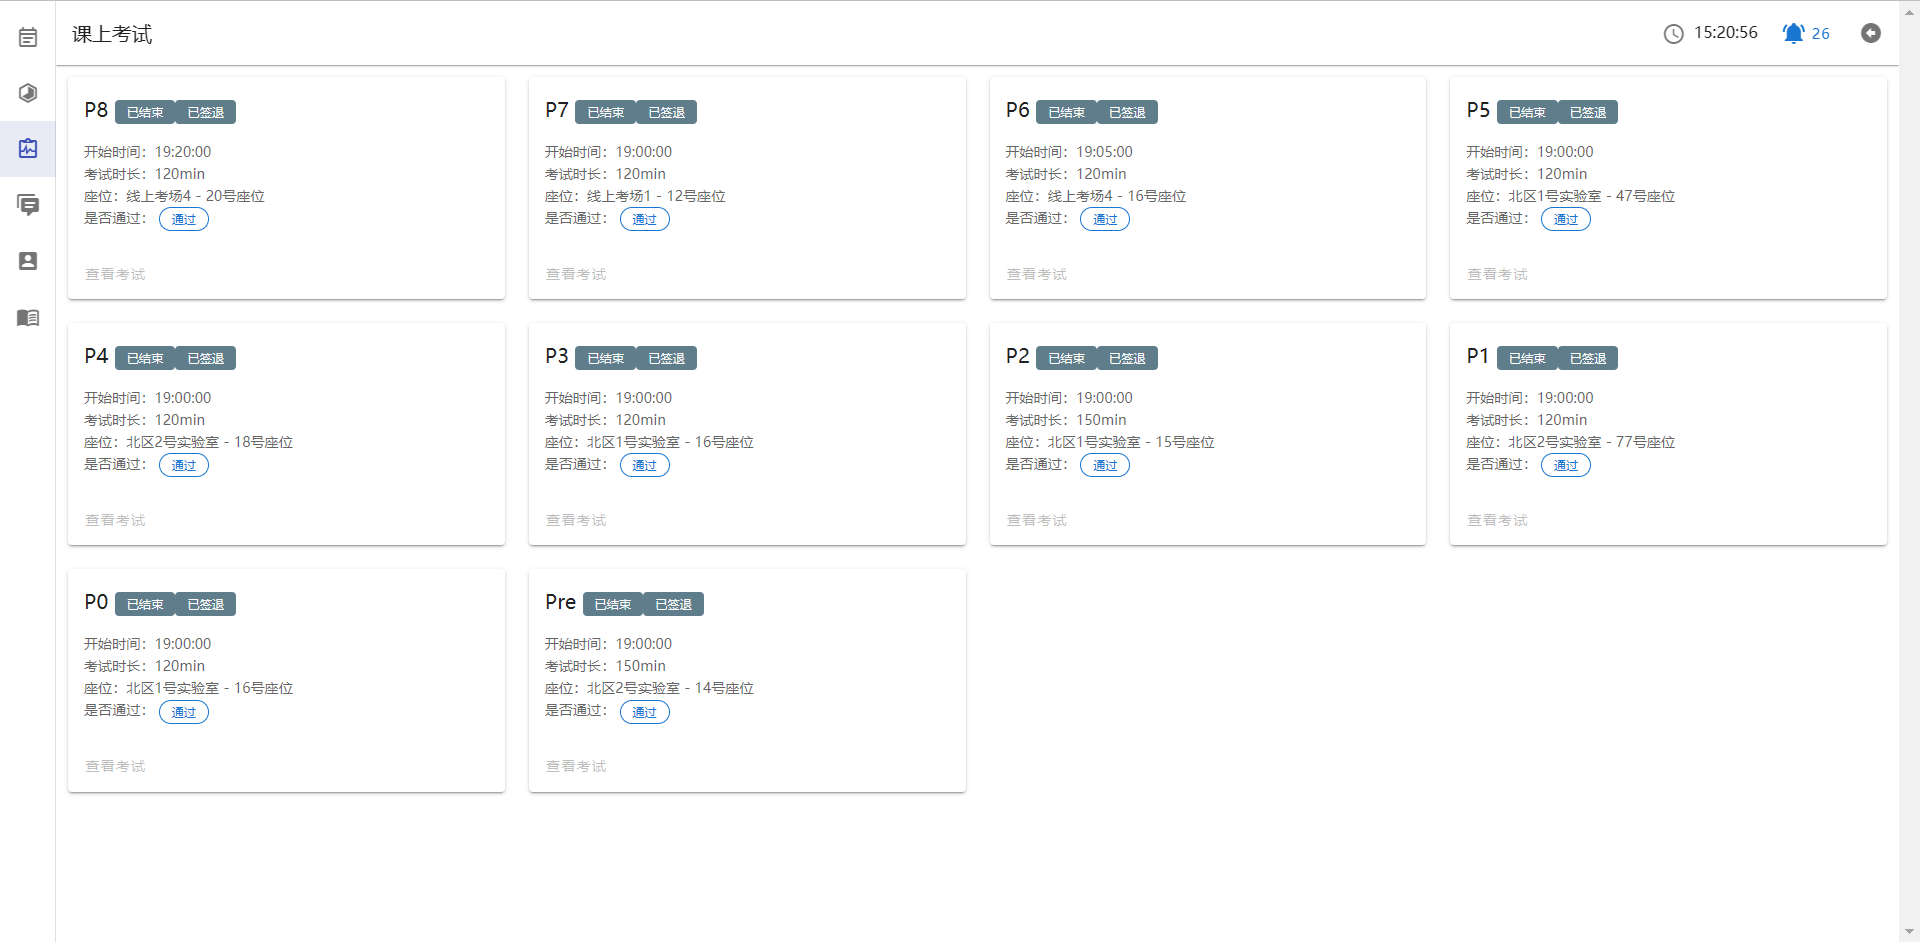 课上考试
15:20:56
26
P8 已结束 已签退
开始时间：19:20:00
考试时长：120min
座位：线上考场4 - 20号座位
是否通过： 通过
查看考试
P7 已结束 已签退
开始时间：19:00:00
考试时长：120min
座位：线上考场1 - 12号座位
是否通过： 通过
查看考试
P6 已结束 已签退
开始时间：19:05:00
考试时长：120min
座位：线上考场4 - 16号座位
是否通过： 通过
查看考试
P5 已结束 已签退
开始时间：19:00:00
考试时长：120min
座位：北区1号实验室 - 47号座位
是否通过： 通过
查看考试
P4 已结束 已签退
开始时间：19:00:00
考试时长：120min
座位：北区2号实验室 - 18号座位
是否通过： 通过
查看考试
P3 已结束 已签退
开始时间：19:00:00
考试时长：120min
座位：北区1号实验室 - 16号座位
是否通过： 通过
查看考试
P2 已结束 已签退
开始时间：19:00:00
考试时长：150min
座位：北区1号实验室 - 15号座位
是否通过： 通过
查看考试
P1 已结束 已签退
开始时间：19:00:00
考试时长：120min
座位：北区2号实验室 - 77号座位
是否通过： 通过
查看考试
P0 已结束 已签退
开始时间：19:00:00
考试时长：120min
座位：北区1号实验室 - 16号座位
是否通过： 通过
查看考试
Pre 已结束 已签退
开始时间：19:00:00
考试时长：150min
座位：北区2号实验室 - 14号座位
是否通过： 通过
查看考试